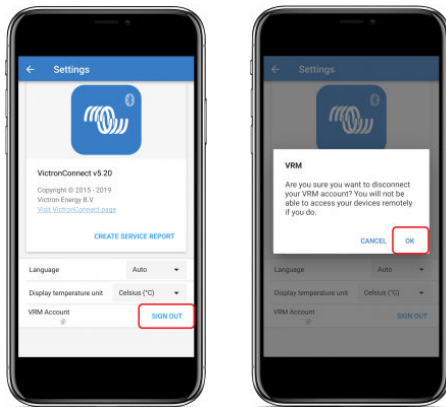 Settings
VictronConnect v5.20
Copyright © 2015 - 2019
Victron Energy B.V
Visit VictronConnect page
CREATE SERVICE REPORT
Language Auto
Display temperature unit Celsius (°C)
VRM Account SIGN OUT
@
Settings
VRM
Are you sure you want to disconnect
your VRM account? You will not be
able to access your devices remotely
if you do.
CANCEL OK
Language Auto
Display temperature unit Celsius (°C)
VRM Account SIGN OUT
@